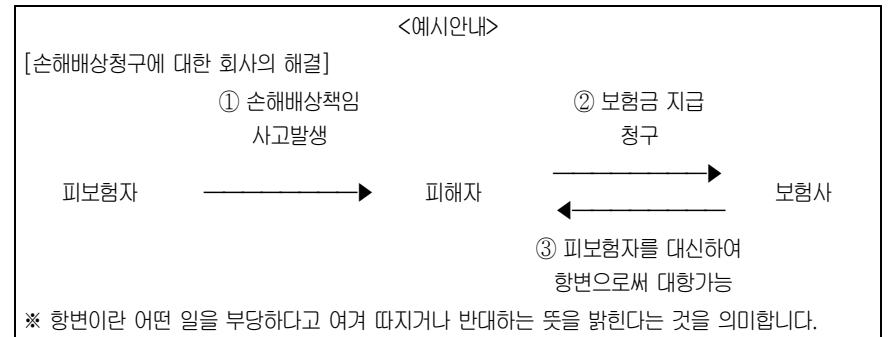 <예시안내>
[손해배상청구에 대한 회사의 해결]
① 손해배상책임 ② 보험금 지급
사고발생 청구
피보험자 피해자 보험사
③ 피보험자를 대신하여
항변으로써 대항가능
※ 항변이란 어떤 일을 부당하다고 여겨 따지거나 반대하는 뜻을 밝힌다는 것을 의미합니다.